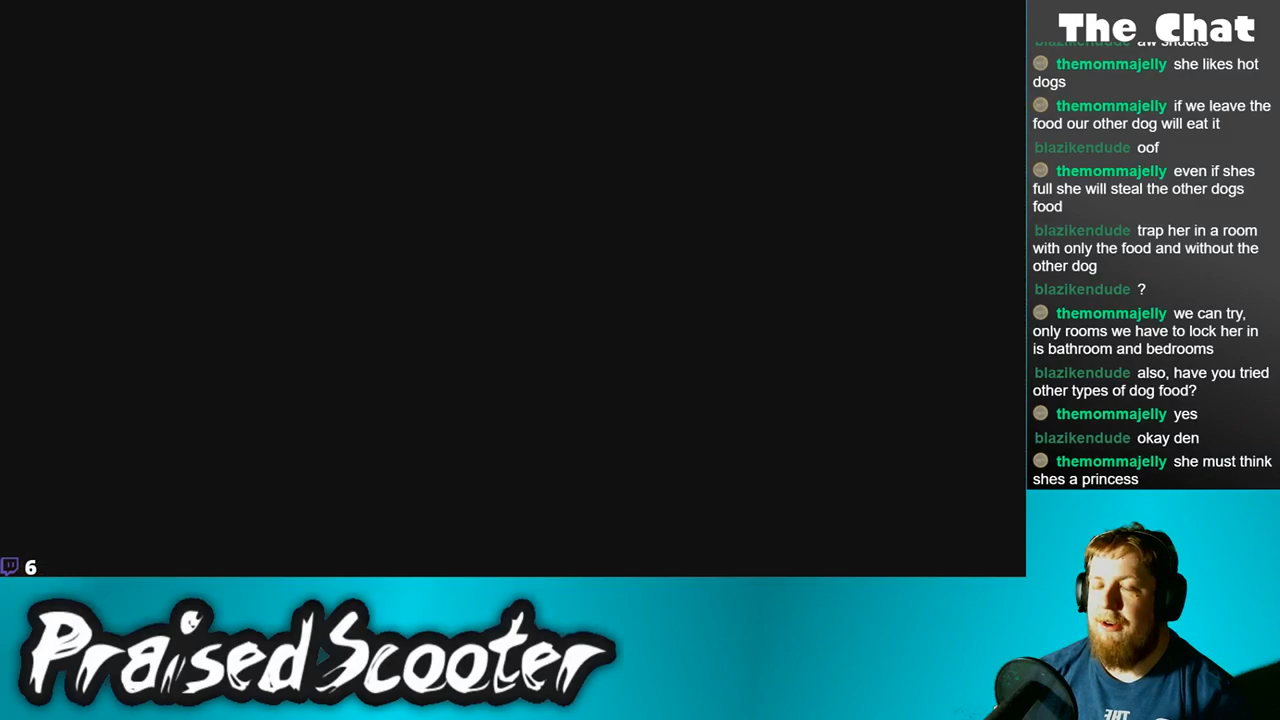 The Chat
blazikendude aw shucks
themommajelly she likes hot
dogs
themommajelly if we leave the
food our other dog will eat it
blazikendude oof
themommajelly even if shes
full she will steal the other dogs
food
blazikendude trap her in a room
with only the food and without the
other dog
blazikendude ?
themommajelly we can try,
only rooms we have to lock her in
is bathroom and bedrooms
blazikendude also, have you tried
other types of dog food?
themommajelly yes
blazikendude okay den
themommajelly she must think
shes a princess
6
PraisedScooter
THE